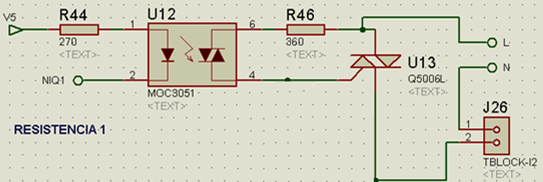 V5
R44
270
<TEXT>
NIQ1
U12
1
2
6
4
MOC3051
<TEXT>
R46
360
<TEXT>
U13
Q5006L
<TEXT>
L
N
J26
1
2
TBLOCK-I2
<TEXT>
RESISTENCIA 1